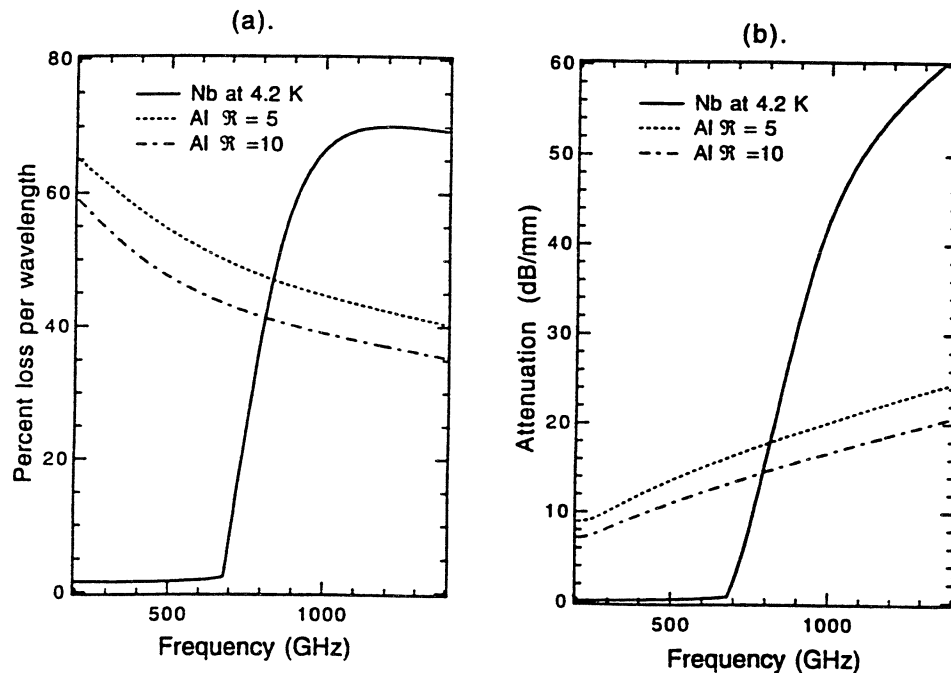 (a).
80
60
40
20
0
Percent loss per wavelength
Nb at 4.2 K
Al ℜ = 5
Al ℜ =10
500
1000
Frequency (GHz)
(b).
60
50
40
30
20
10
0
Attenuation (dB/mm)
Nb at 4.2 K
Al ℜ = 5
Al ℜ =10
500
1000
Frequency (GHz)